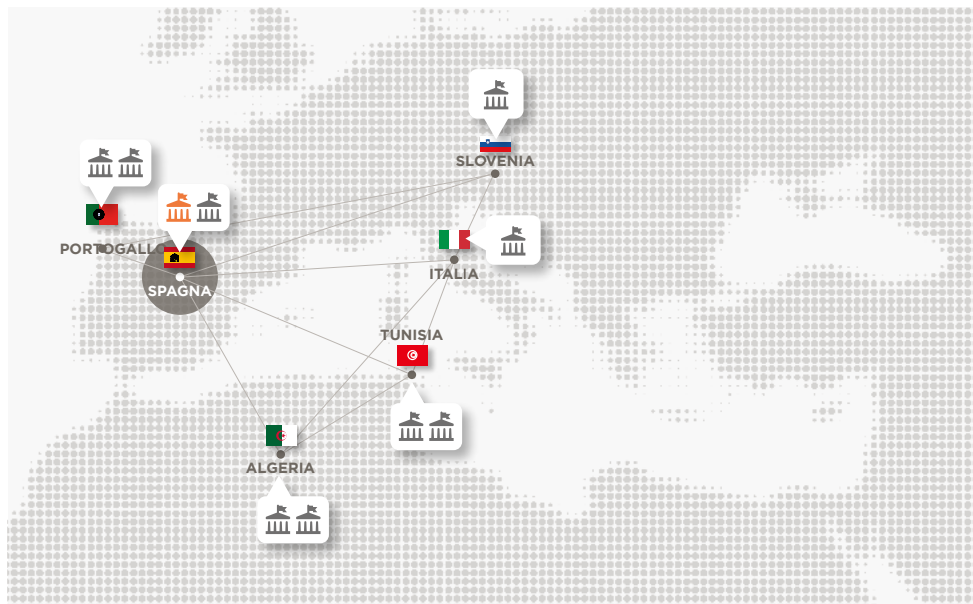 SLOVENIA
PORTOGALLO
ITALIA
SPAGNA
TUNISIA
ALGERIA